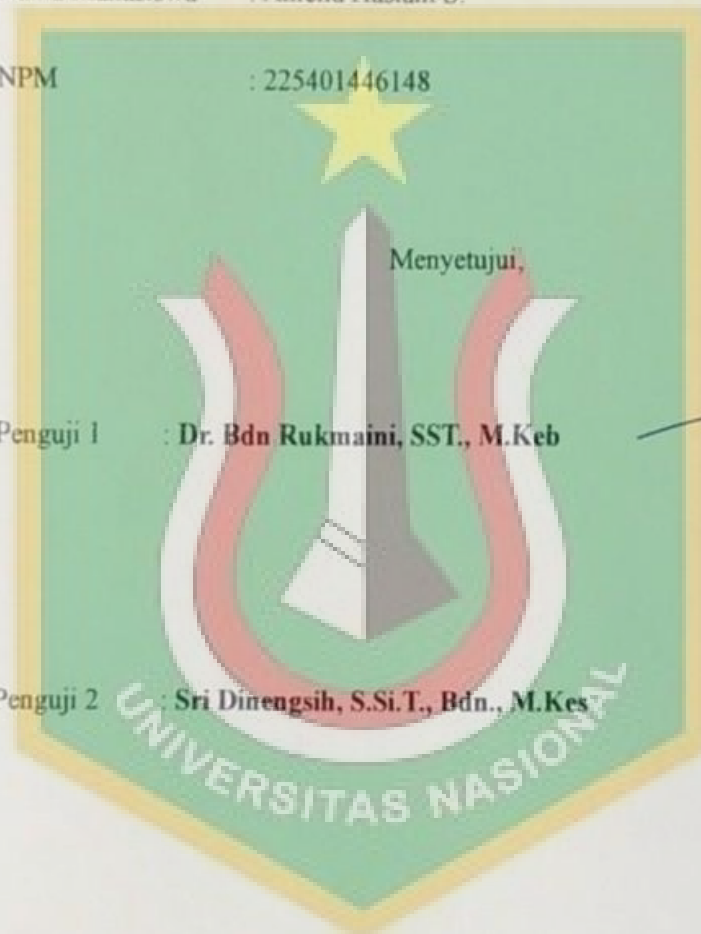 NPM : 225401446148
Menyetujui,
Penguji 1 : Dr. Bdn Rukmaini, SST., M.Keb
Penguji 2 : Sri Dinengsih, S.Si.T., Bdn., M.Kes
UNIVERSITAS NASIONAL